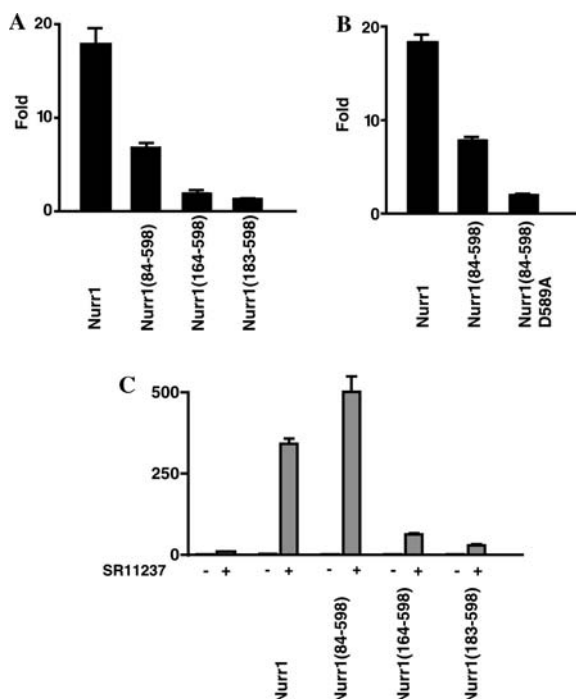 A
20
10
0
Fold
Nurr1
Nurr1(84-598)
Nurr1(164-598)
Nurr1(183-598)
B
20
10
0
Fold
Nurr1
Nurr1(84-598)
Nurr1(84-598)
D589A
C
500
250
0
SR11237 - + - + - + - + - +
Nurr1
Nurr1(84-598)
Nurr1(164-598)
Nurr1(183-598)